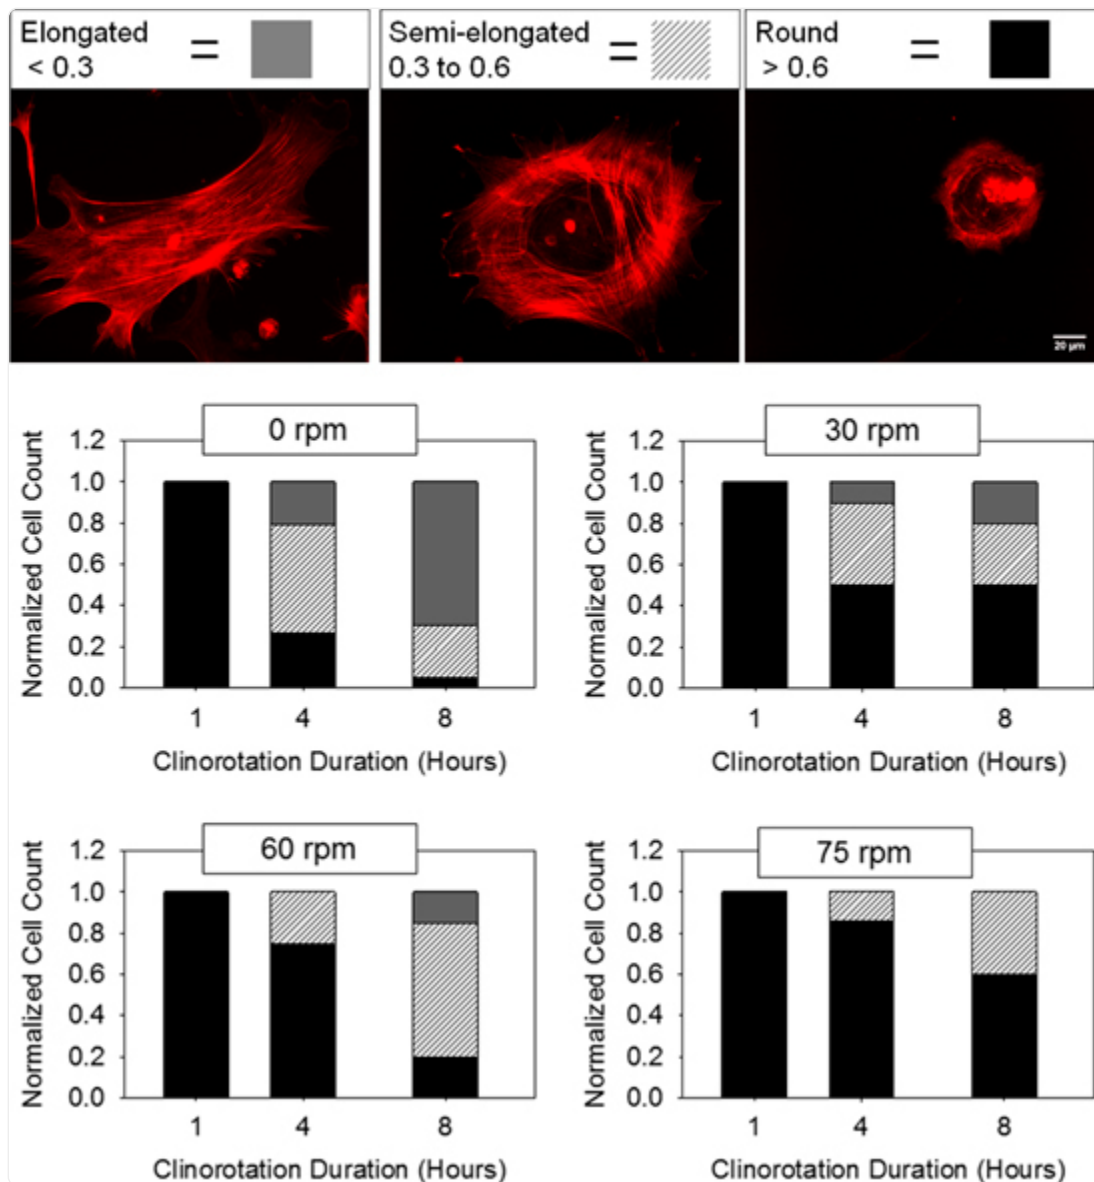 Elongated
< 0.3
=
Semi-elongated
0.3 to 0.6
=
Round
> 0.6
=
20 µm
0 rpm
Normalized Cell Count
1.2
1.0
0.8
0.6
0.4
0.2
0.0
1 4 8
Clinorotation Duration (Hours)
30 rpm
Normalized Cell Count
1.2
1.0
0.8
0.6
0.4
0.2
0.0
1 4 8
Clinorotation Duration (Hours)
60 rpm
Normalized Cell Count
1.2
1.0
0.8
0.6
0.4
0.2
0.0
1 4 8
Clinorotation Duration (Hours)
75 rpm
Normalized Cell Count
1.2
1.0
0.8
0.6
0.4
0.2
0.0
1 4 8
Clinorotation Duration (Hours)